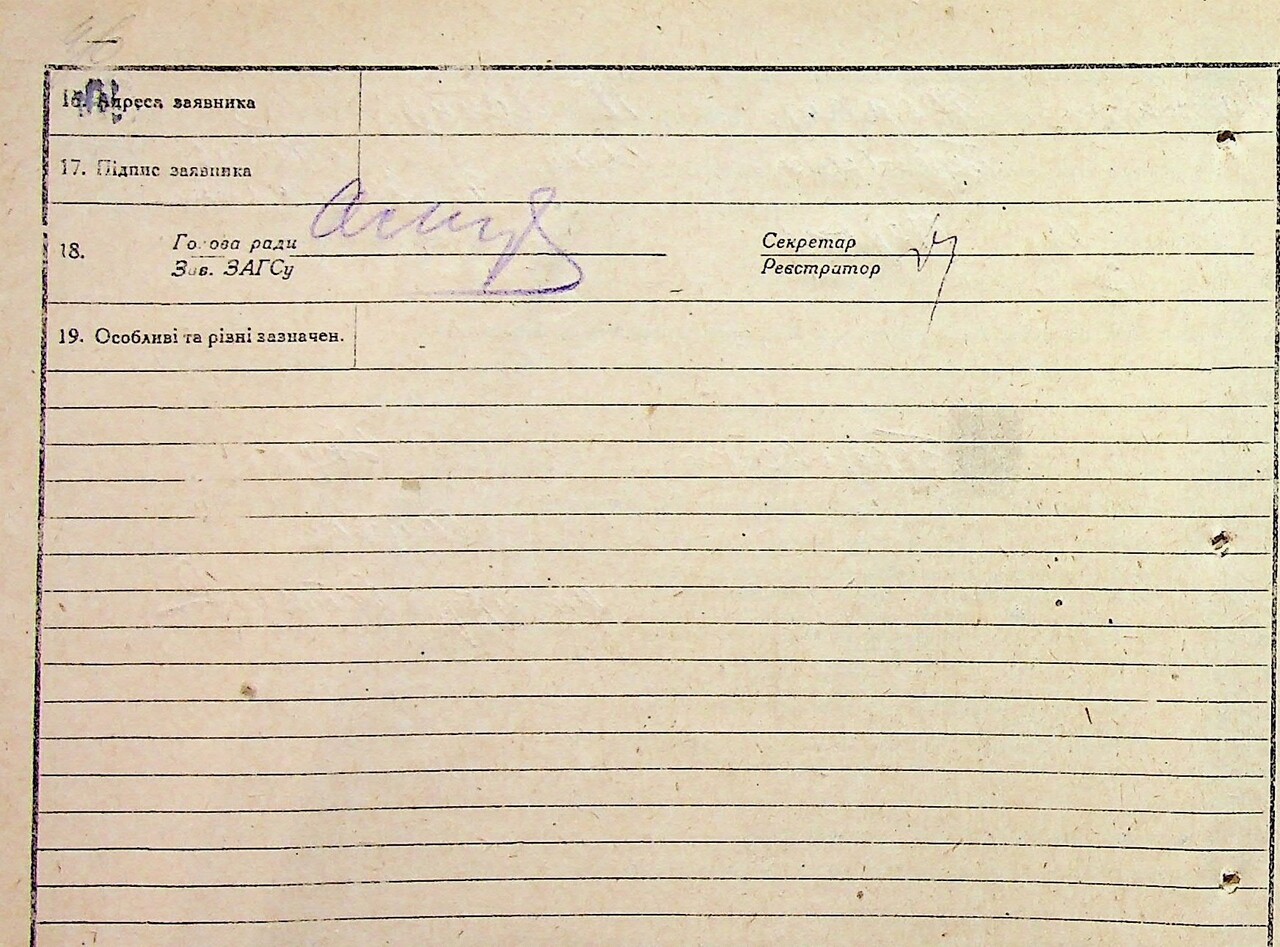 16. Адреса заявника
17. Підпис заявника
18. Голова ради Секретар
Зав. ЗАГСу Реєстратор
19. Особливі та різні зазначен.